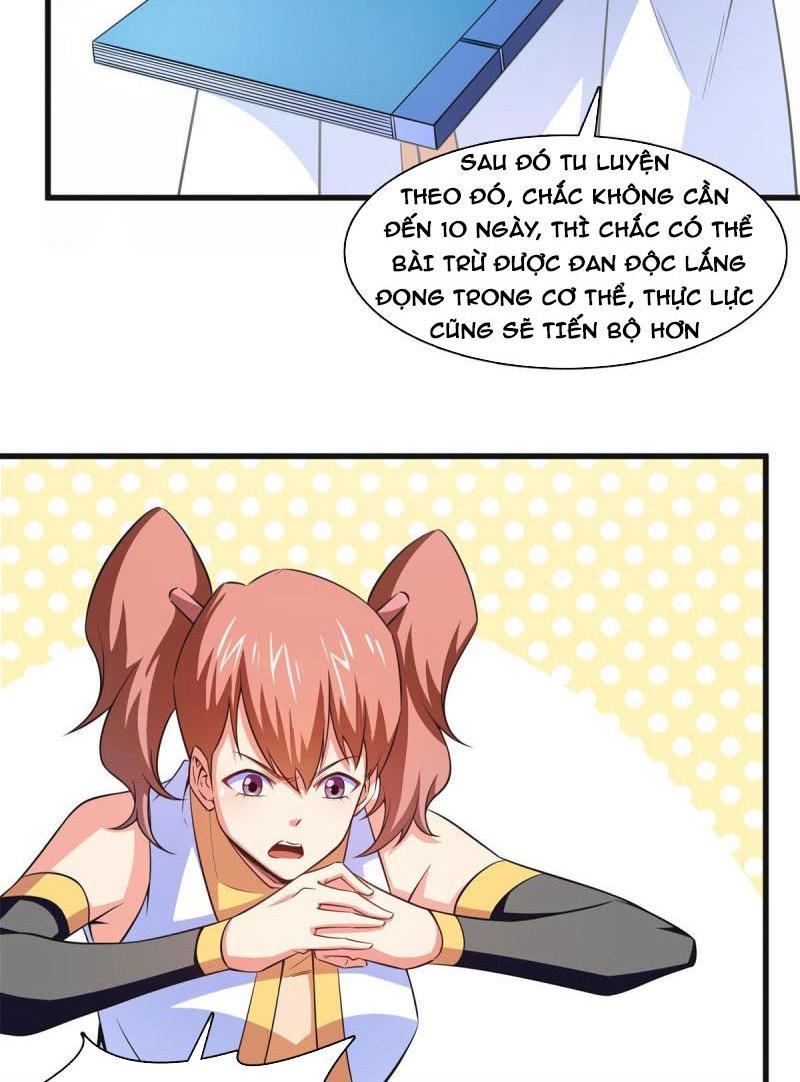 SAU ĐÓ TU LUYỆN
THEO ĐÓ, CHẮC KHÔNG CẦN
ĐẾN 10 NGÀY, THÌ CHẮC CÓ THỂ
BÀI TRỪ ĐƯỢC ĐAN ĐỘC LẮNG
ĐỌNG TRONG CƠ THỂ, THỰC LỰC
CŨNG SẼ TIẾN BỘ HƠN